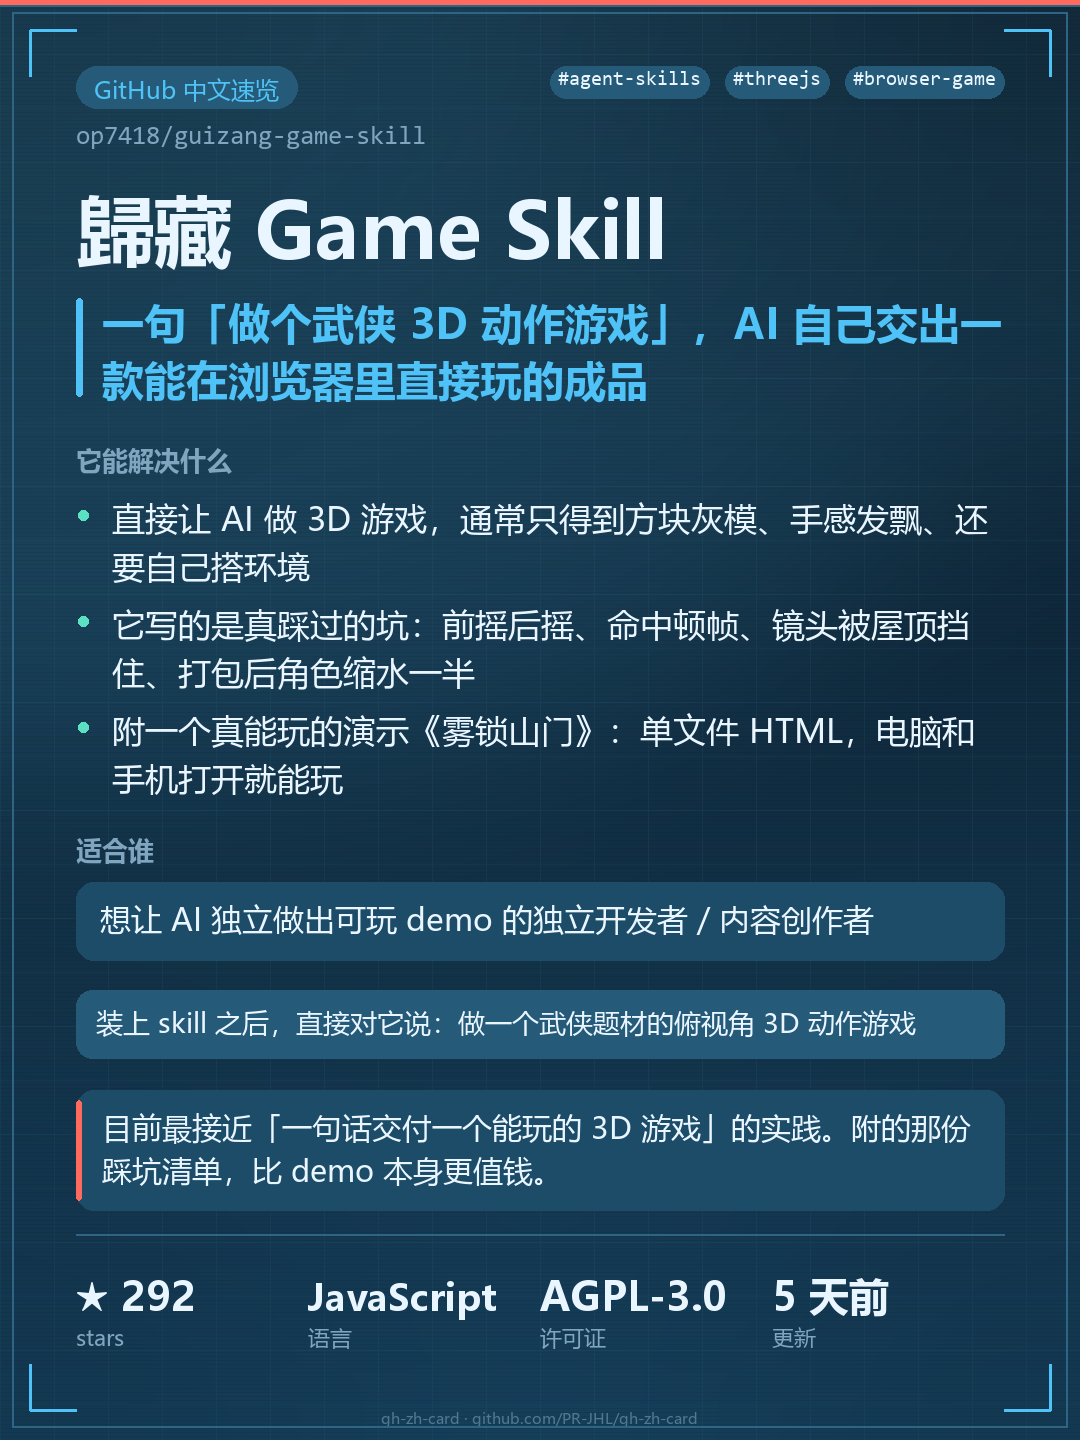 GitHub 中文速览
#agent-skills #threejs #browser-game
op7418/guizang-game-skill
歸藏 Game Skill
一句「做个武侠 3D 动作游戏」，AI 自己交出一
款能在浏览器里直接玩的成品
它能解决什么
• 直接让 AI 做 3D 游戏，通常只得到方块灰模、手感发飘、还
要自己搭环境
• 它写的是真踩过的坑：前摇后摇、命中顿帧、镜头被屋顶挡
住、打包后角色缩水一半
• 附一个真能玩的演示《雾锁山门》：单文件 HTML，电脑和
手机打开就能玩
适合谁
想让 AI 独立做出可玩 demo 的独立开发者 / 内容创作者
装上 skill 之后，直接对它说：做一个武侠题材的俯视角 3D 动作游戏
目前最接近「一句话交付一个能玩的 3D 游戏」的实践。附的那份
踩坑清单，比 demo 本身更值钱。
★ 292 JavaScript AGPL-3.0 5 天前
stars 语言 许可证 更新
gh-zh-card · github.com/PR-JHL/gh-zh-card